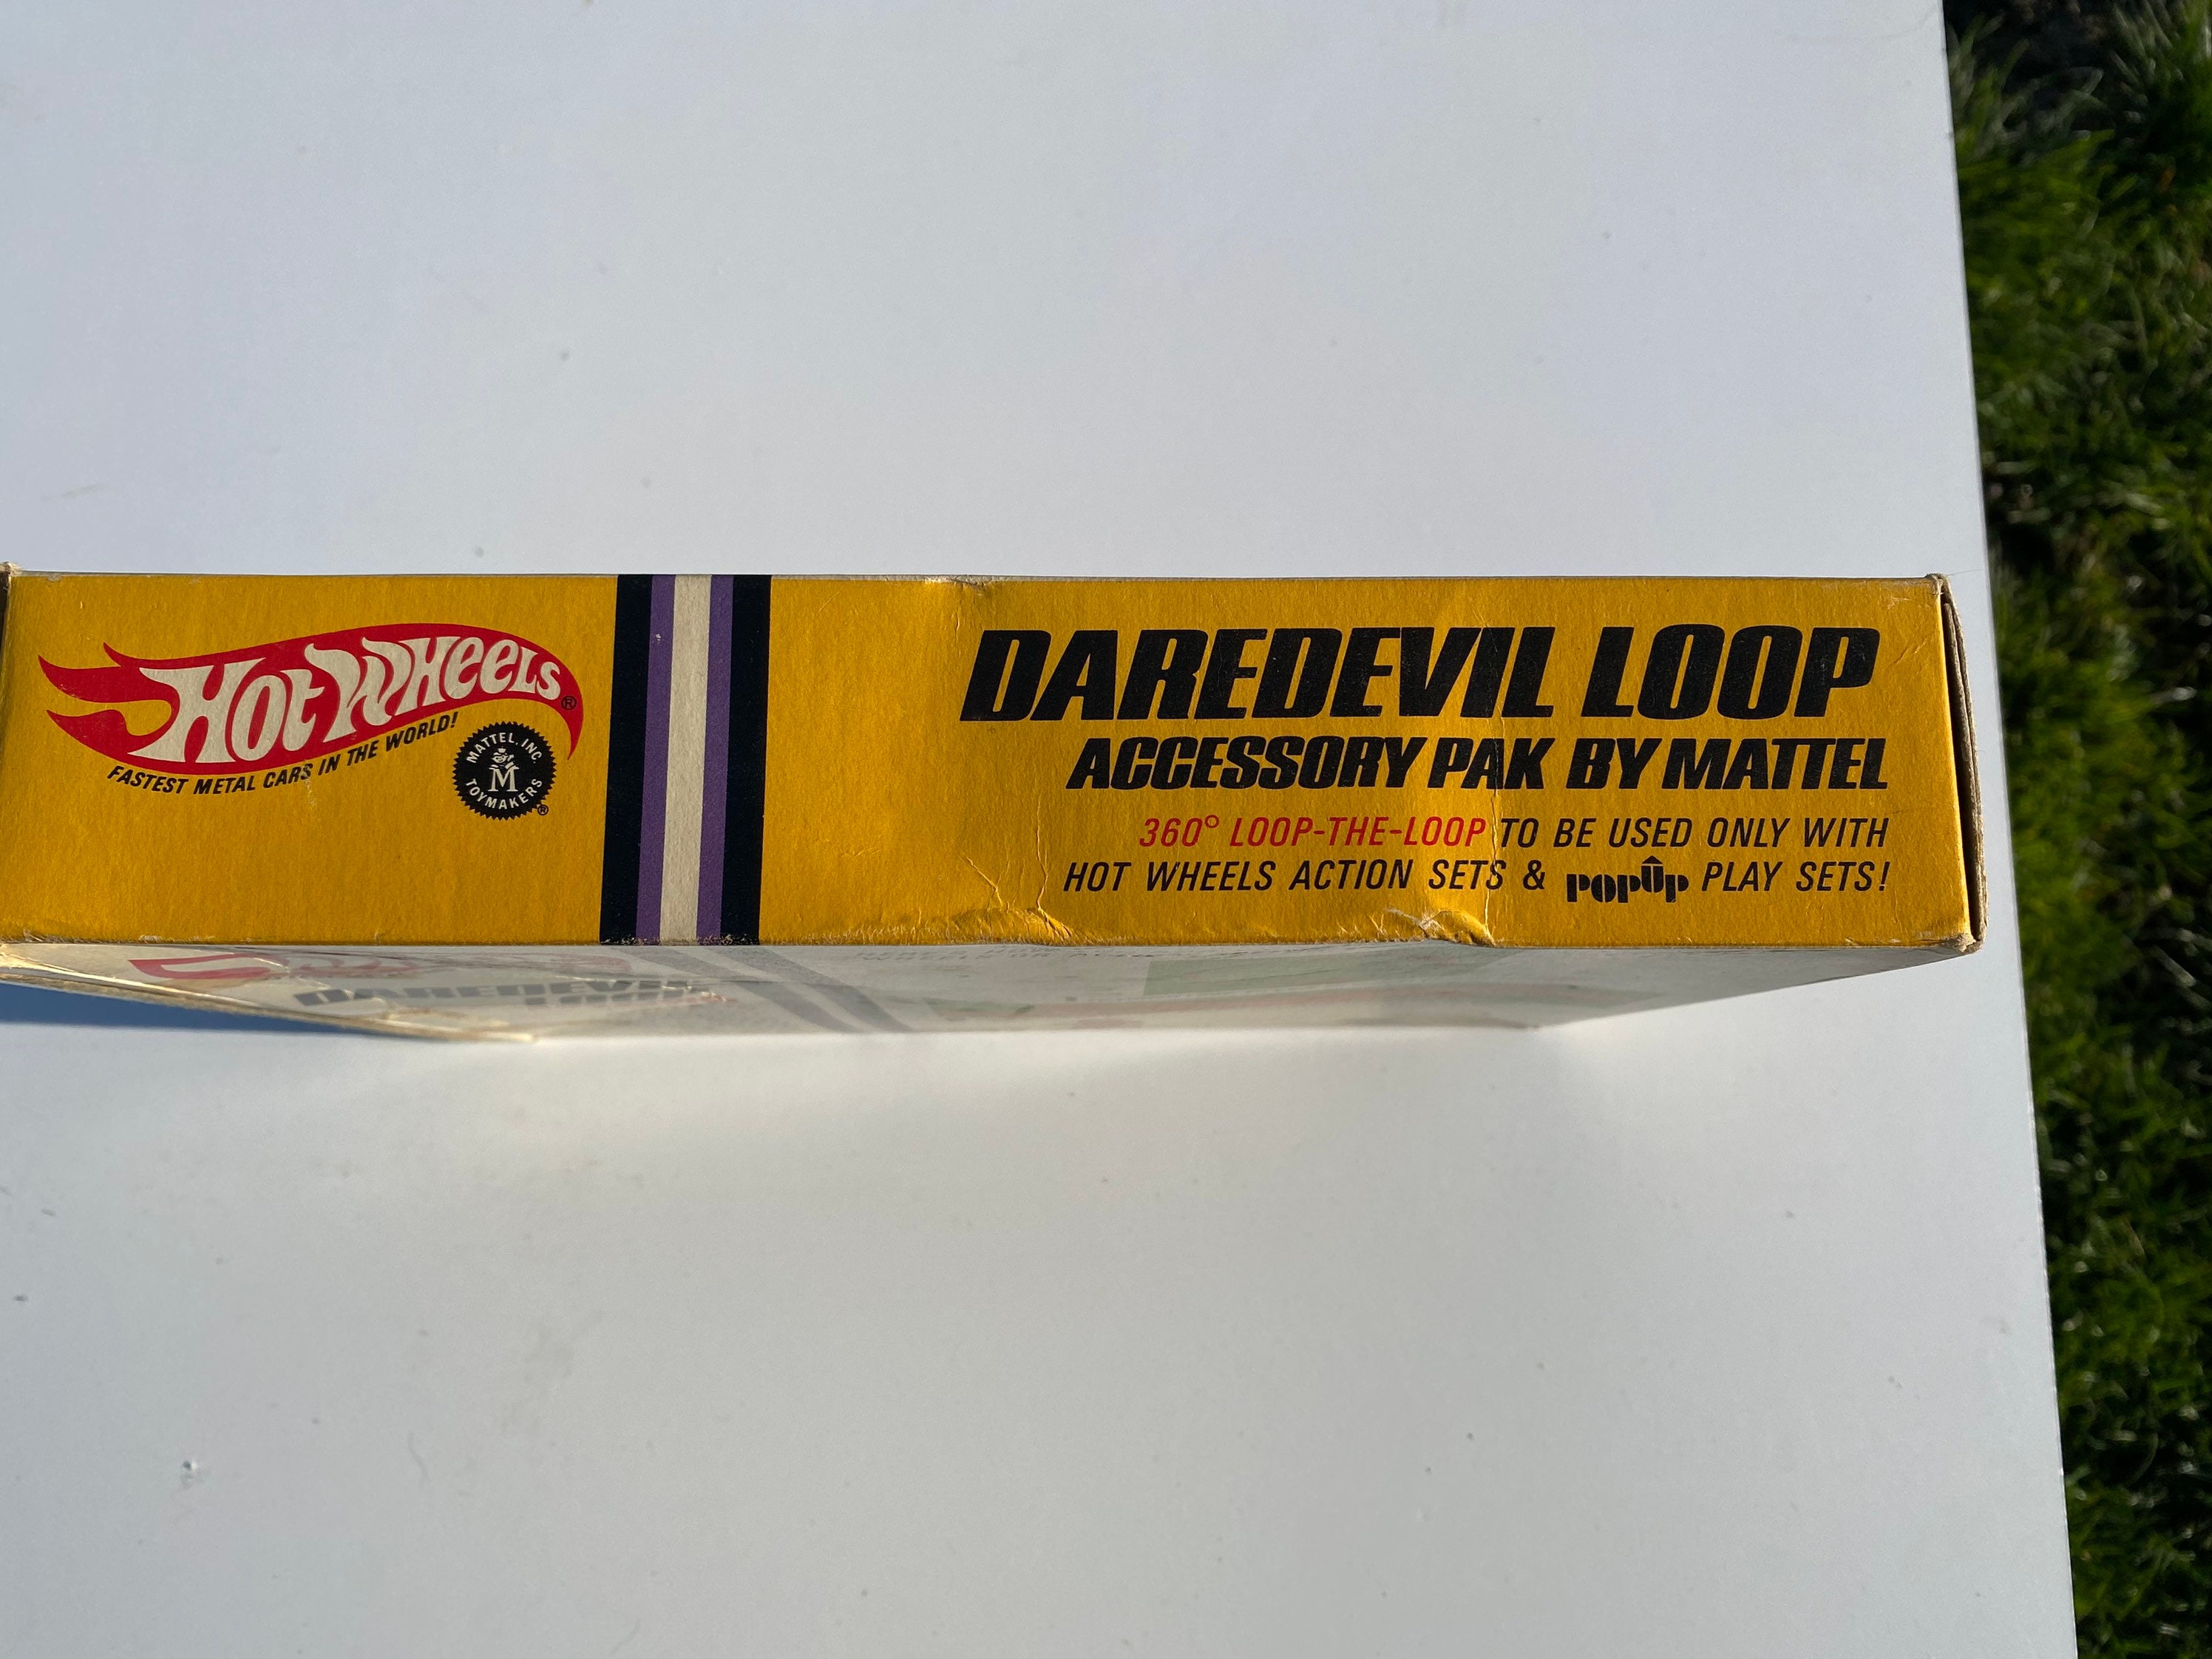 Hot Wheels®
FASTEST METAL CARS IN THE WORLD!
MATTEL, INC.
M
TOYMAKERS ®
DAREDEVIL LOOP
ACCESSORY PAK BY MATTEL
360° LOOP-THE-LOOP TO BE USED ONLY WITH
HOT WHEELS ACTION SETS & POPUP PLAY SETS!
DAREDEVIL
LOOP